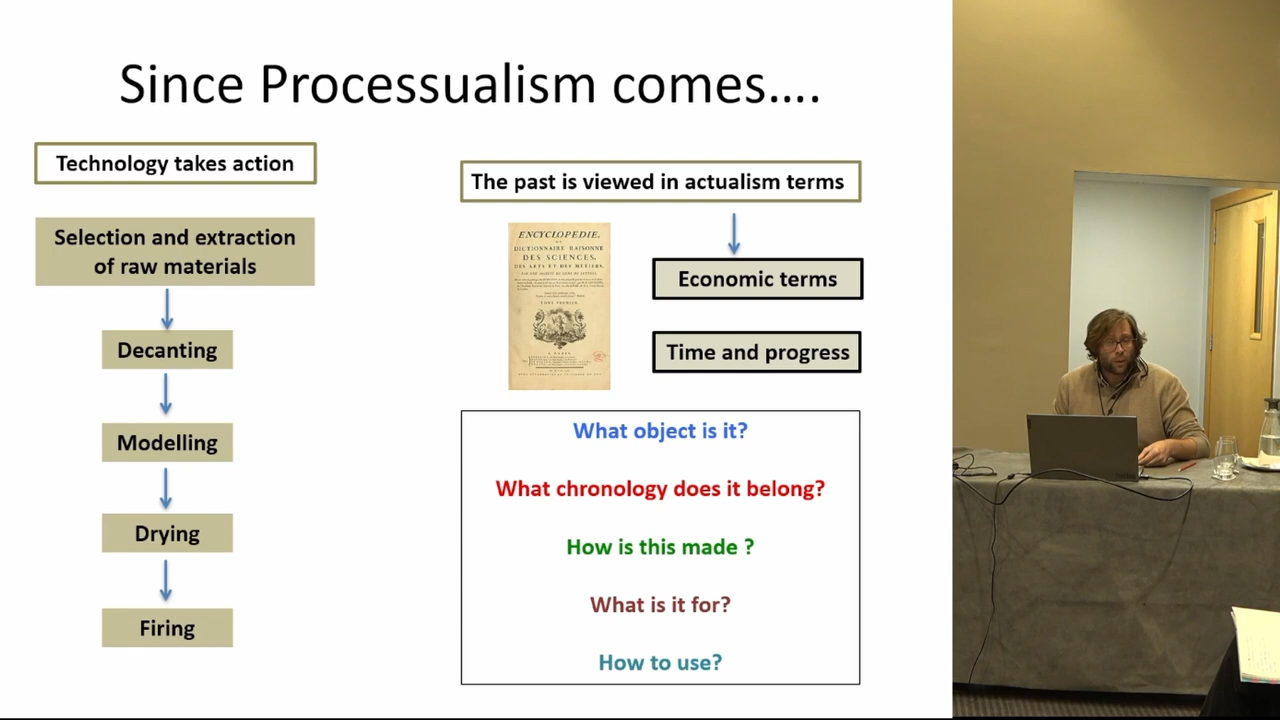 Since Processualism comes....
Technology takes action
Selection and extraction
of raw materials
Decanting
Modelling
Drying
Firing
The past is viewed in actualism terms
ENCYCLOPEDIE,
DICTIONNAIRE RAISONNE
DES SCIENCES,
DES ARTS ET DES METIERS,
Economic terms
Time and progress
What object is it?
What chronology does it belong?
How is this made ?
What is it for?
How to use?